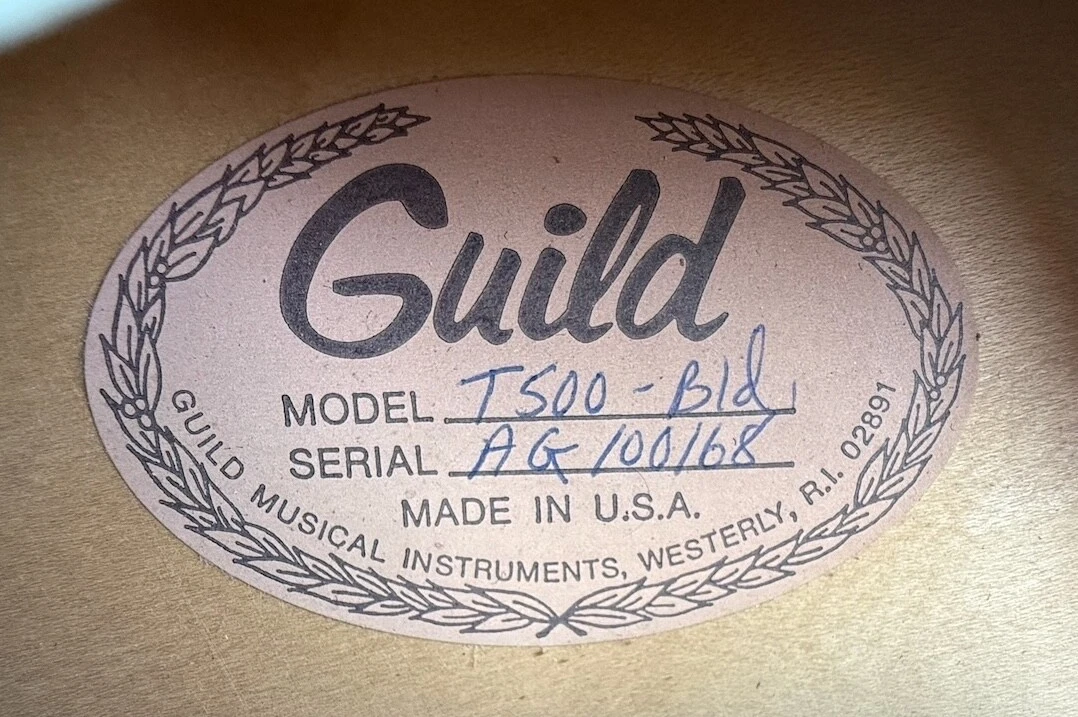 Guild
MODEL T500-Bld
SERIAL AG100168
MADE IN U.S.A.
GUILD MUSICAL INSTRUMENTS, WESTERLY, R.I. 02891